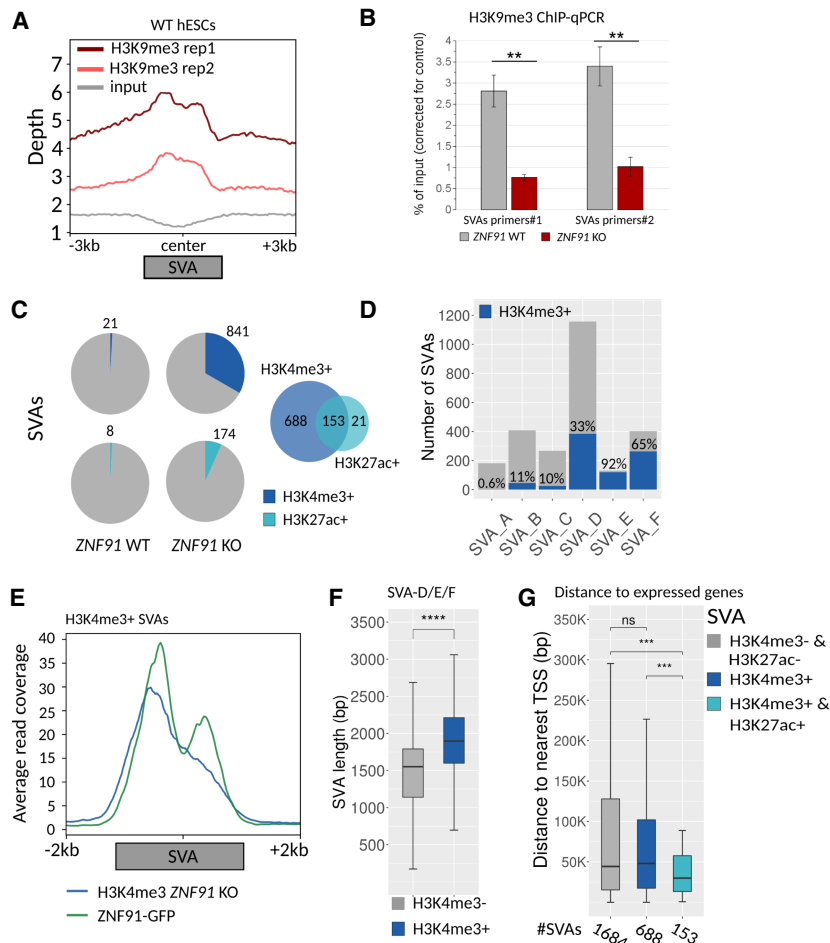 A
WT hESCs
H3K9me3 rep1
H3K9me3 rep2
input
Depth
7
6
5
4
3
2
1
-3kb
center
+3kb
SVA
B
H3K9me3 ChIP-qPCR
% of input (corrected for control)
4
3.5
3
2.5
2
1.5
1
0.5
0
**
**
SVAs primers#1
SVAs primers#2
ZNF91 WT
ZNF91 KO
C
SVAs
21
841
8
174
ZNF91 WT
ZNF91 KO
H3K4me3+
688
153
21
H3K27ac+
H3K4me3+
H3K27ac+
D
H3K4me3+
Number of SVAs
1200
1000
800
600
400
200
0
0.6%
11%
10%
33%
92%
65%
SVA_A
SVA_B
SVA_C
SVA_D
SVA_E
SVA_F
E
H3K4me3+ SVAs
Average read coverage
40
35
30
25
20
15
10
5
0
-2kb
SVA
+2kb
H3K4me3 ZNF91 KO
ZNF91-GFP
F
SVA-D/E/F
SVA length (bp)
3500
3000
2500
2000
1500
1000
500
****
H3K4me3-
H3K4me3+
G
Distance to expressed genes
Distance to nearest TSS (bp)
350K
300K
250K
200K
150K
100K
50K
ns
***
***
#SVAs
1684
688
153
SVA
H3K4me3- &
H3K27ac-
H3K4me3+
H3K4me3+ &
H3K27ac+